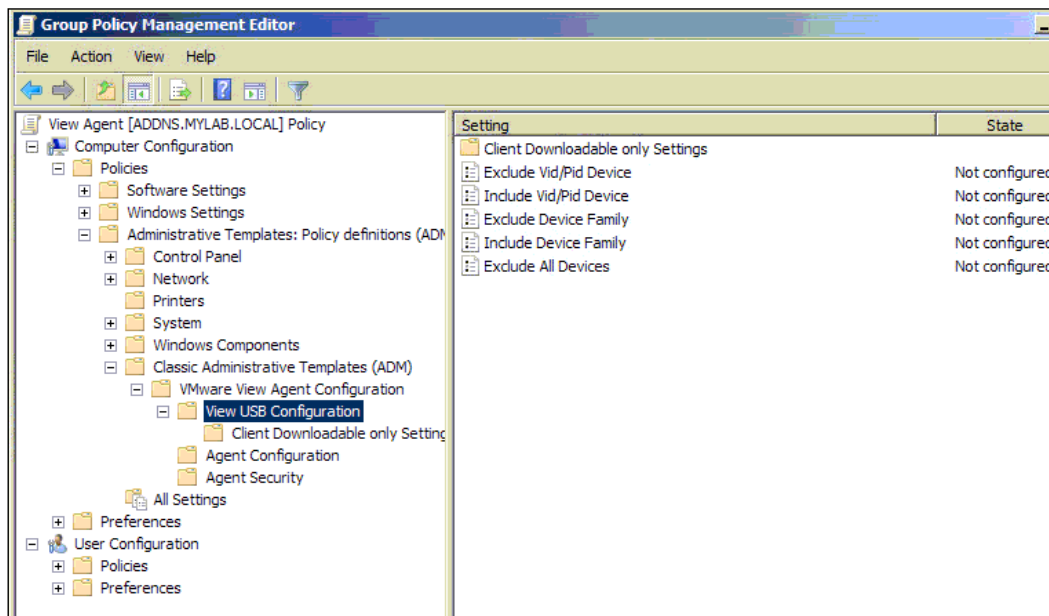 Group Policy Management Editor
File Action View Help
View Agent [ADDNS.MYLAB.LOCAL] Policy
Computer Configuration
Policies
Software Settings
Windows Settings
Administrative Templates: Policy definitions (ADM
Control Panel
Network
Printers
System
Windows Components
Classic Administrative Templates (ADM)
VMware View Agent Configuration
View USB Configuration
Client Downloadable only Setting
Agent Configuration
Agent Security
All Settings
Preferences
User Configuration
Policies
Preferences
Setting State
Client Downloadable only Settings
Exclude Vid/Pid Device Not configured
Include Vid/Pid Device Not configured
Exclude Device Family Not configured
Include Device Family Not configured
Exclude All Devices Not configured